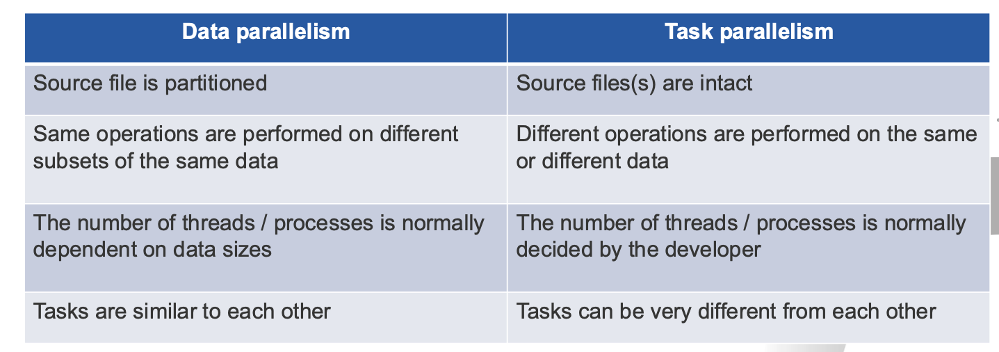 Data parallelism
Task parallelism
Source file is partitioned
Source files(s) are intact
Same operations are performed on different
subsets of the same data
Different operations are performed on the same
or different data
The number of threads / processes is normally
dependent on data sizes
The number of threads / processes is normally
decided by the developer
Tasks are similar to each other
Tasks can be very different from each other